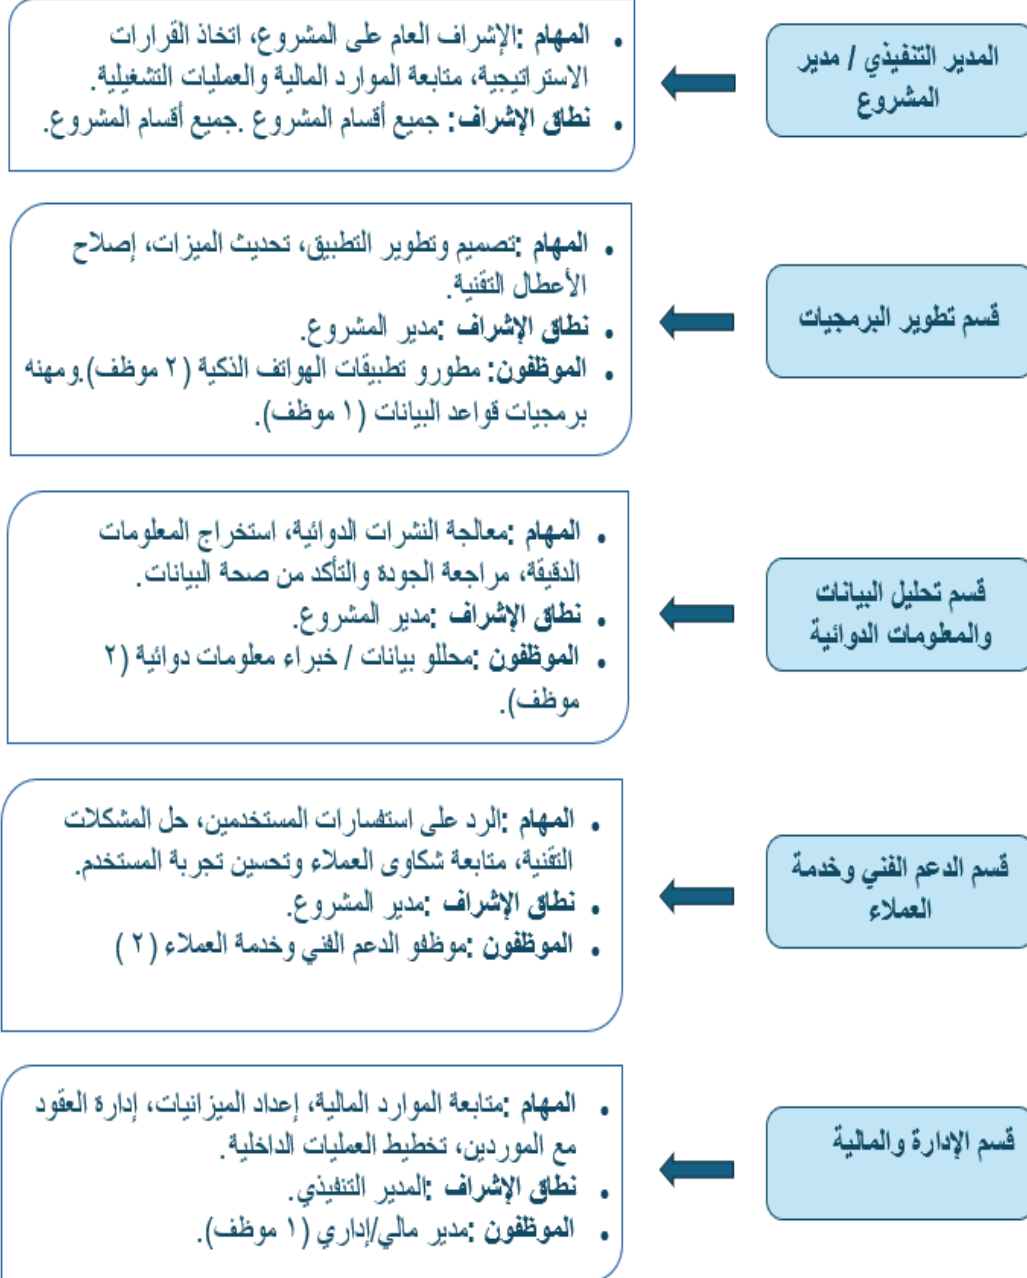 المدير التنفيذي / مدير
المشروع
• المهام :الإشراف العام على المشروع، اتخاذ القرارات
الاستراتيجية، متابعة الموارد المالية والعمليات التشغيلية.
• نطاق الإشراف: جميع أقسام المشروع .جميع أقسام المشروع.
قسم تطوير البرمجيات
• المهام :تصميم وتطوير التطبيق، تحديث الميزات، إصلاح
الأعطال التقنية.
• نطاق الإشراف :مدير المشروع.
• الموظفون: مطورو تطبيقات الهواتف الذكية (٢ موظف).ومهنه
برمجيات قواعد البيانات (١ موظف).
قسم تحليل البيانات
والمعلومات الدوائية
• المهام :معالجة النشرات الدوائية، استخراج المعلومات
الدقيقة، مراجعة الجودة والتأكد من صحة البيانات.
• نطاق الإشراف :مدير المشروع.
• الموظفون :محللو بيانات / خبراء معلومات دوائية (٢
موظف).
قسم الدعم الفني وخدمة
العملاء
• المهام :الرد على استفسارات المستخدمين، حل المشكلات
التقنية، متابعة شكاوى العملاء وتحسين تجربة المستخدم.
• نطاق الإشراف :مدير المشروع.
• الموظفون :موظفو الدعم الفني وخدمة العملاء (٢ )
قسم الإدارة والمالية
• المهام :متابعة الموارد المالية، إعداد الميزانيات، إدارة العقود
مع الموردين، تخطيط العمليات الداخلية.
• نطاق الإشراف :المدير التنفيذي.
• الموظفون :مدير مالي/إداري (١ موظف).